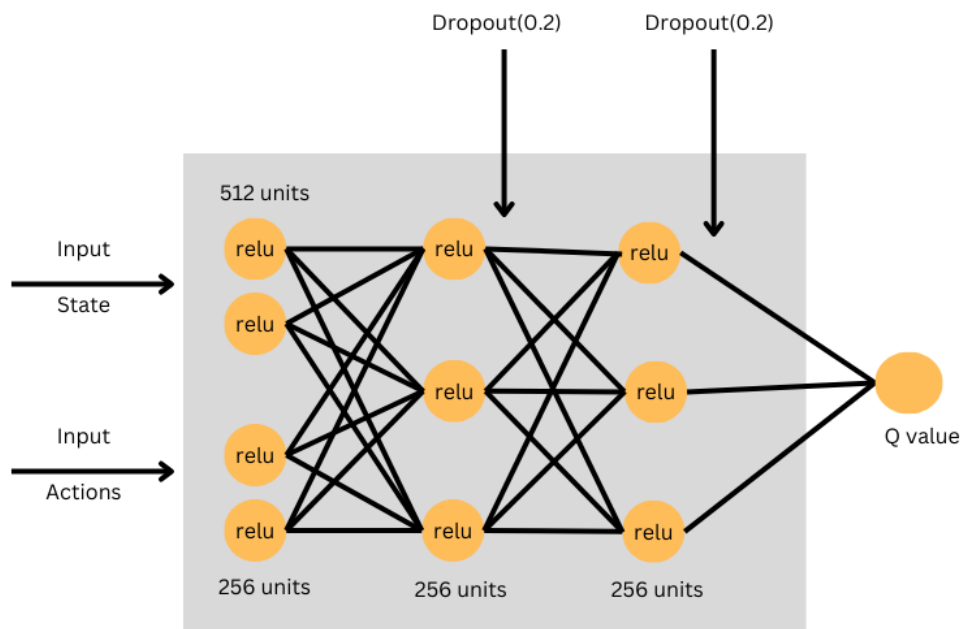 Dropout(0.2)
Dropout(0.2)
512 units
Input
State
relu
relu
relu
relu
relu
relu
Input
Actions
relu
relu
relu
relu
Q value
256 units
256 units
256 units